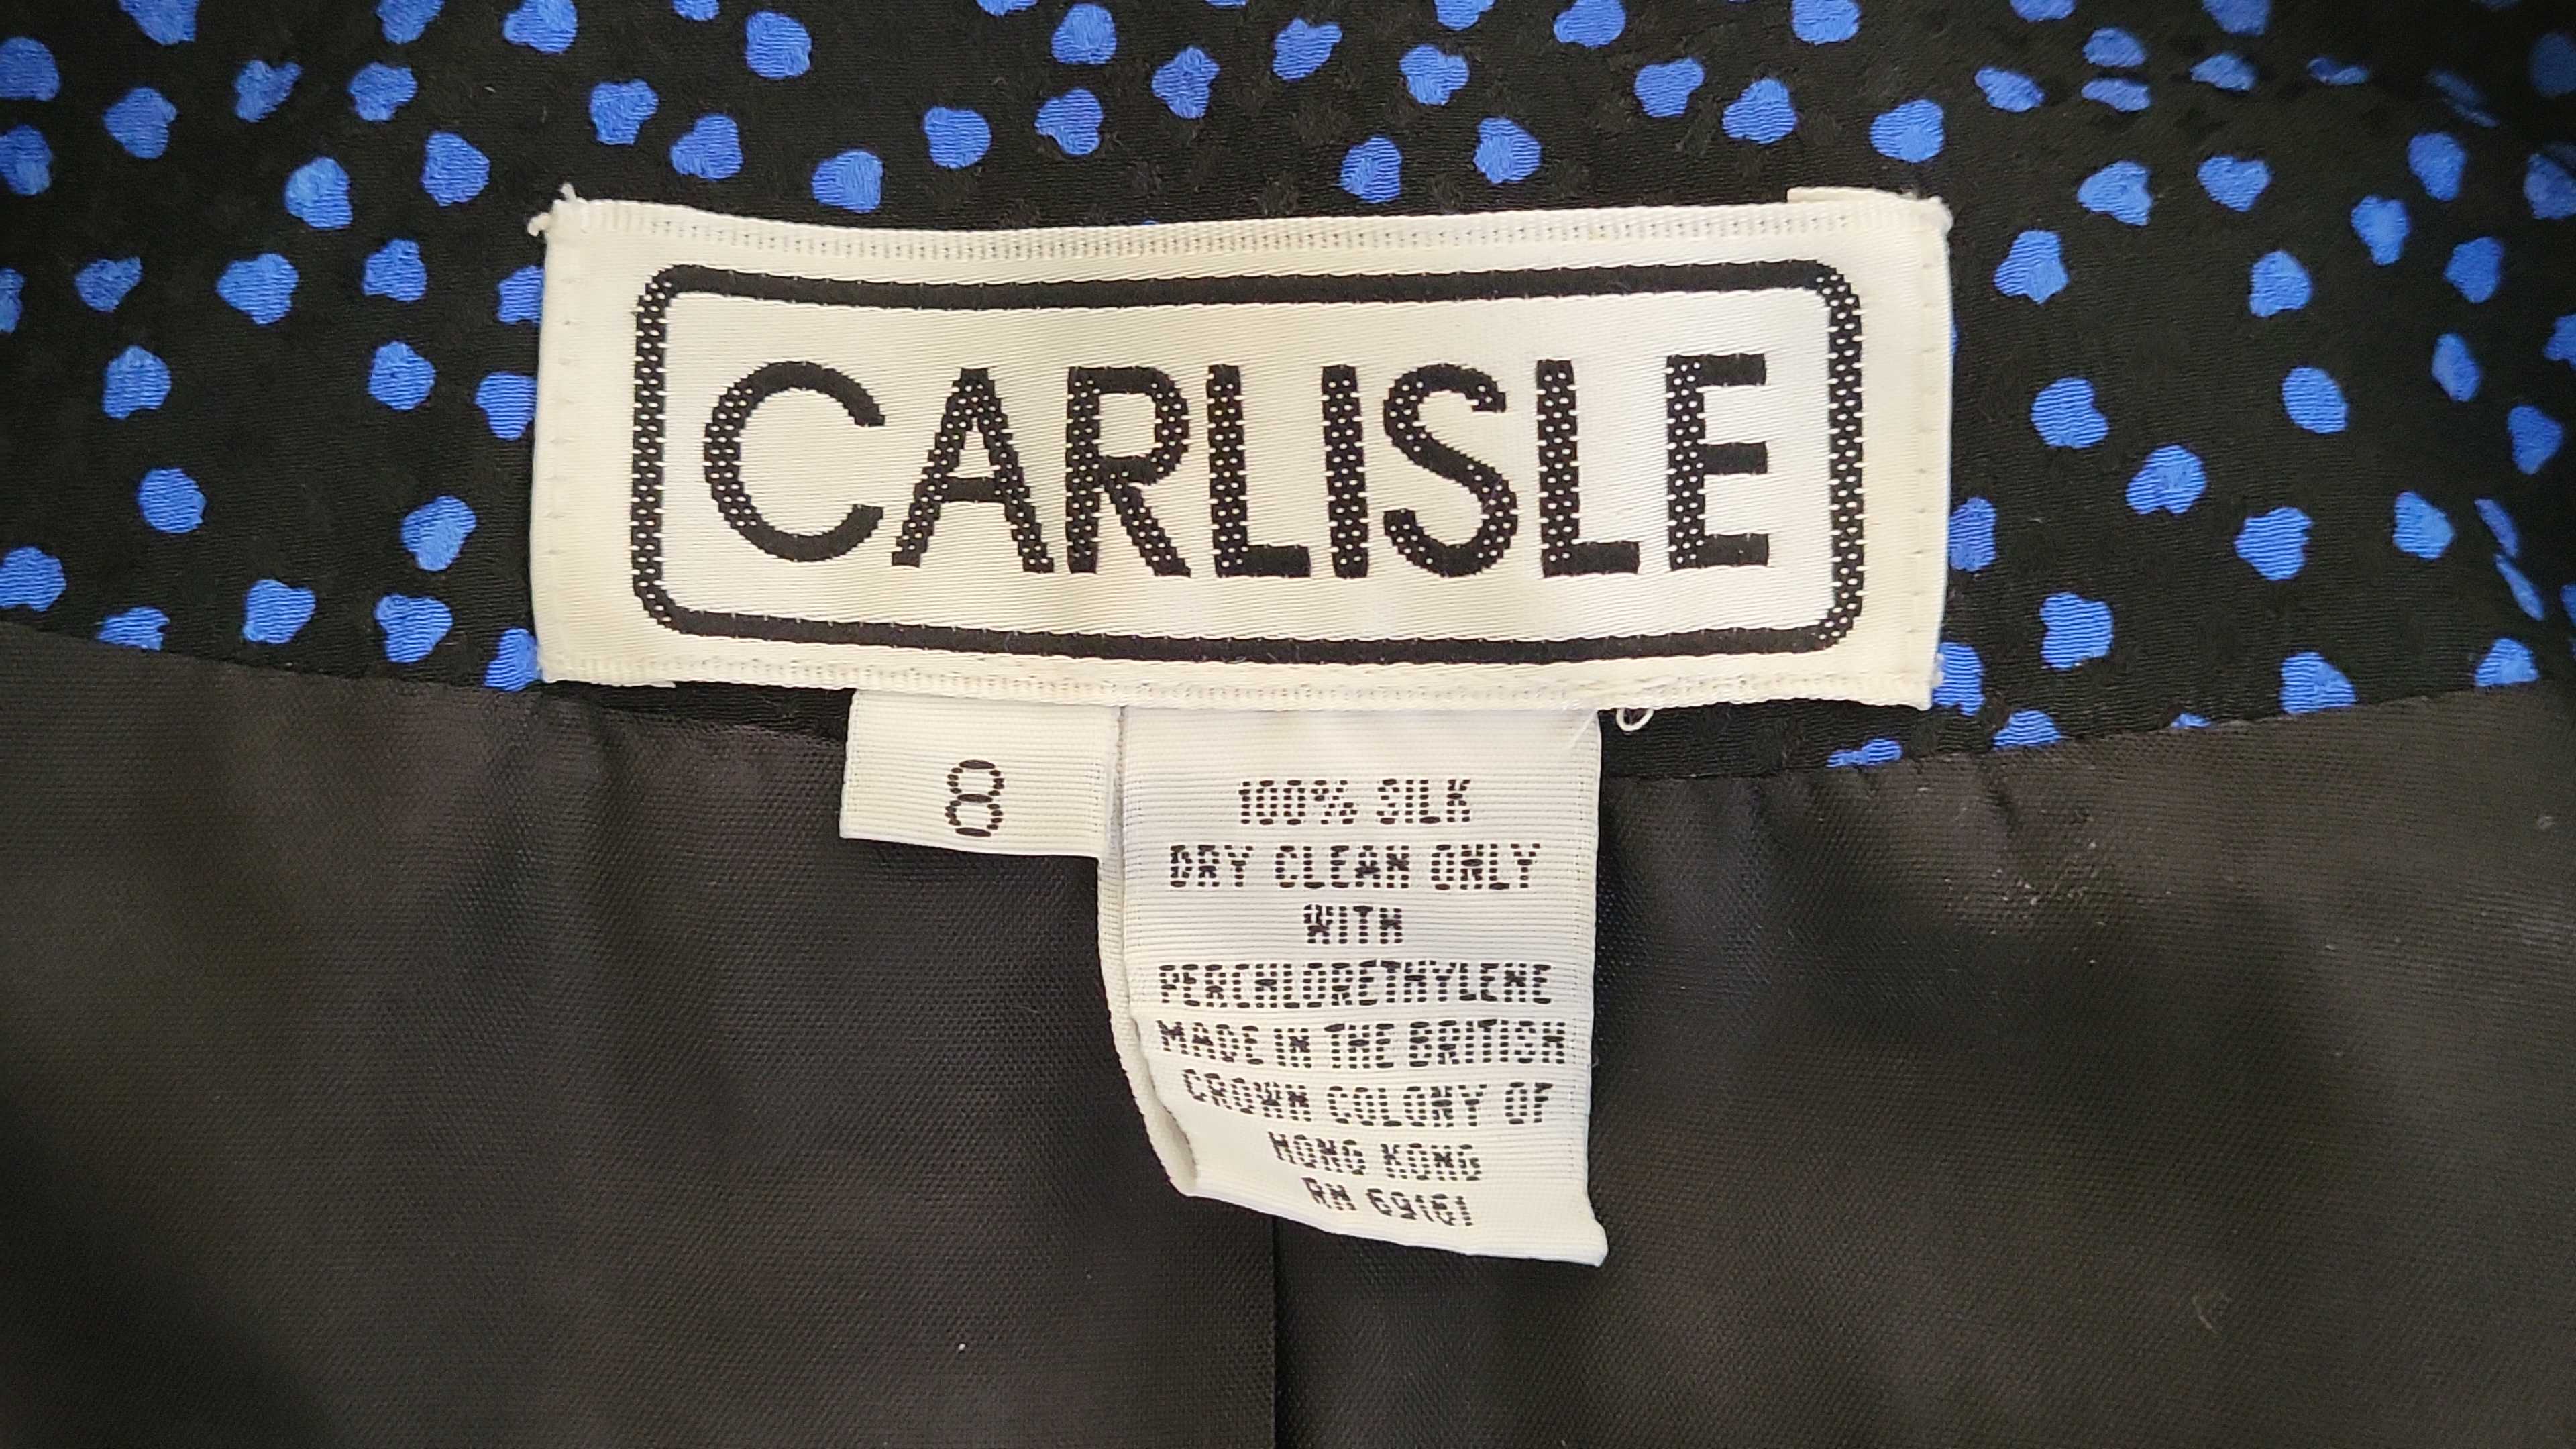 CARLISLE
8
100% SILK
DRY CLEAN ONLY
WITH
PERCHLORETHYLENE
MADE IN THE BRITISH
CROWN COLONY OF
HONG KONG
RN 69161